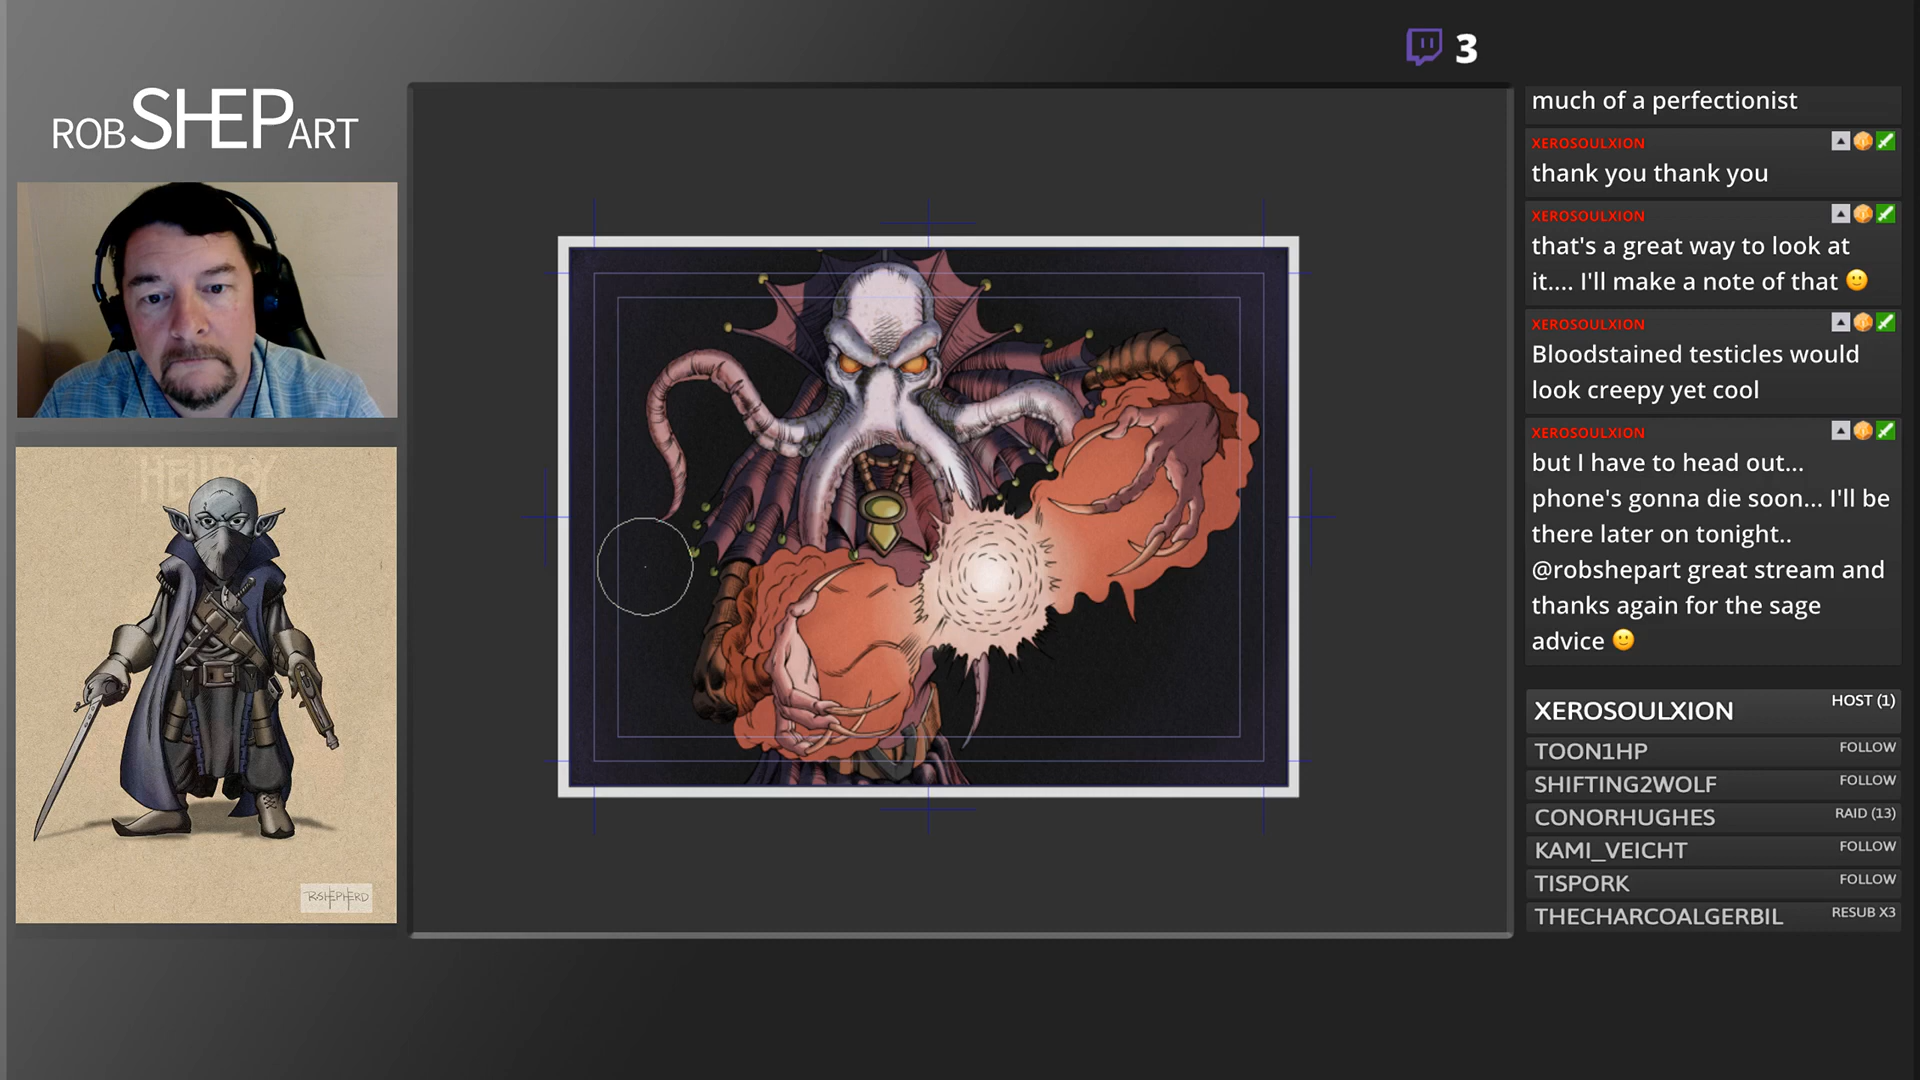 ROBSHEPART
3
much of a perfectionist
XEROSOULXION
thank you thank you
XEROSOULXION
that's a great way to look at
it.... I'll make a note of that
XEROSOULXION
Bloodstained testicles would
look creepy yet cool
XEROSOULXION
but I have to head out...
phone's gonna die soon... I'll be
there later on tonight..
@robshepart great stream and
thanks again for the sage
advice
XEROSOULXION HOST (1)
TOON1HP FOLLOW
SHIFTING2WOLF FOLLOW
CONORHUGHES RAID (13)
KAMI_VEICHT FOLLOW
TISPORK FOLLOW
THECHARCOALGERBIL RESUB X3
HELLBOY
RSHEPHERD